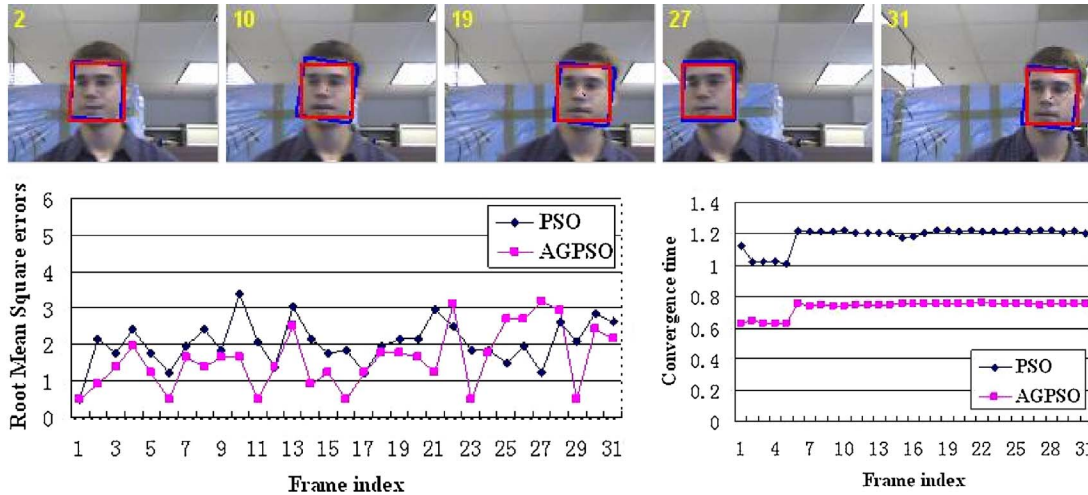 2 10 19 27 31
Root Mean Square errors
6
5
4
3
2
1
0
PSO
AGPSO
1 3 5 7 9 11 13 15 17 19 21 23 25 27 29 31
Frame index
Convergence time
1.4
1.2
1
0.8
0.6
0.4
0.2
0
PSO
AGPSO
1 4 7 10 13 16 19 22 25 28 31
Frame index